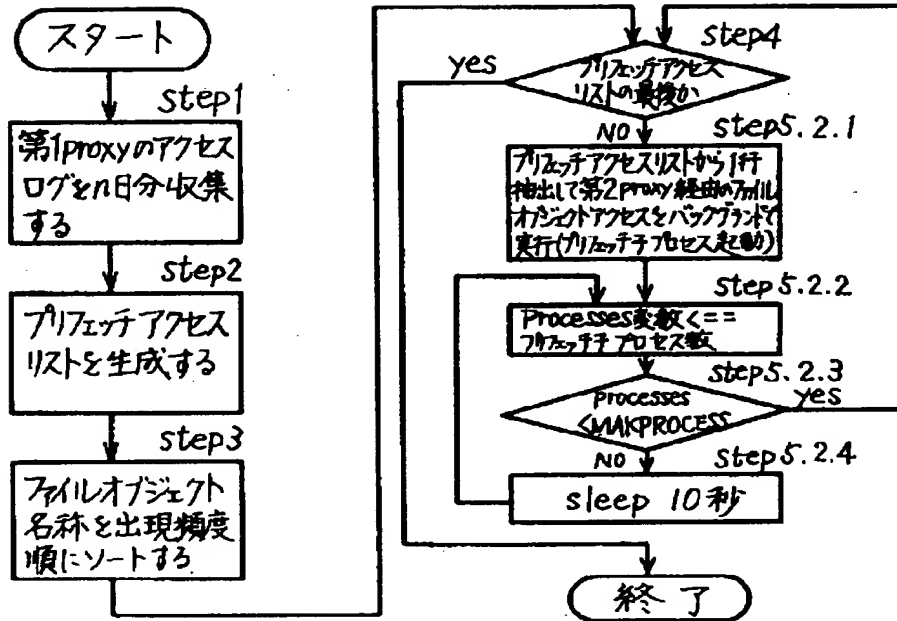 スタート
step1
第1proxyのアクセス
ログをn日分収集
する
step2
プリフェッチアクセス
リストを生成する
step3
ファイルオブジェクト
名称を出現頻度
順にソートする
step4
プリフェッチアクセス
リストの最後か
yes
NO
step5.2.1
プリフェッチアクセスリストから1行
抽出して第2proxy経由のファイル
オブジェクトアクセスをバックグランドで
実行(プリフェッチ子プロセス起動)
step5.2.2
Processes変数<==
プリフェッチ子プロセス数
step5.2.3
processes
<MAKPROCESS
yes
NO
step5.2.4
sleep 10秒
終了